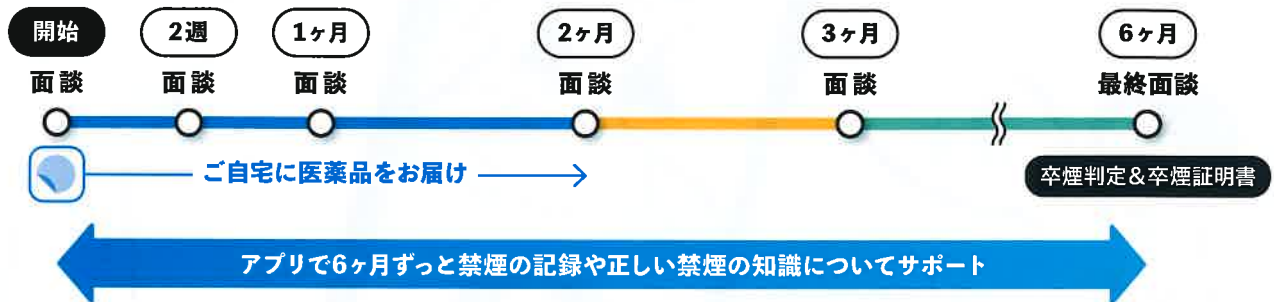 開始 2週 1ヶ月 2ヶ月 3ヶ月 6ヶ月
面談 面談 面談 面談 面談 最終面談
ご自宅に医薬品をお届け
卒煙判定&卒煙証明書
アプリで6ヶ月ずっと禁煙の記録や正しい禁煙の知識についてサポート